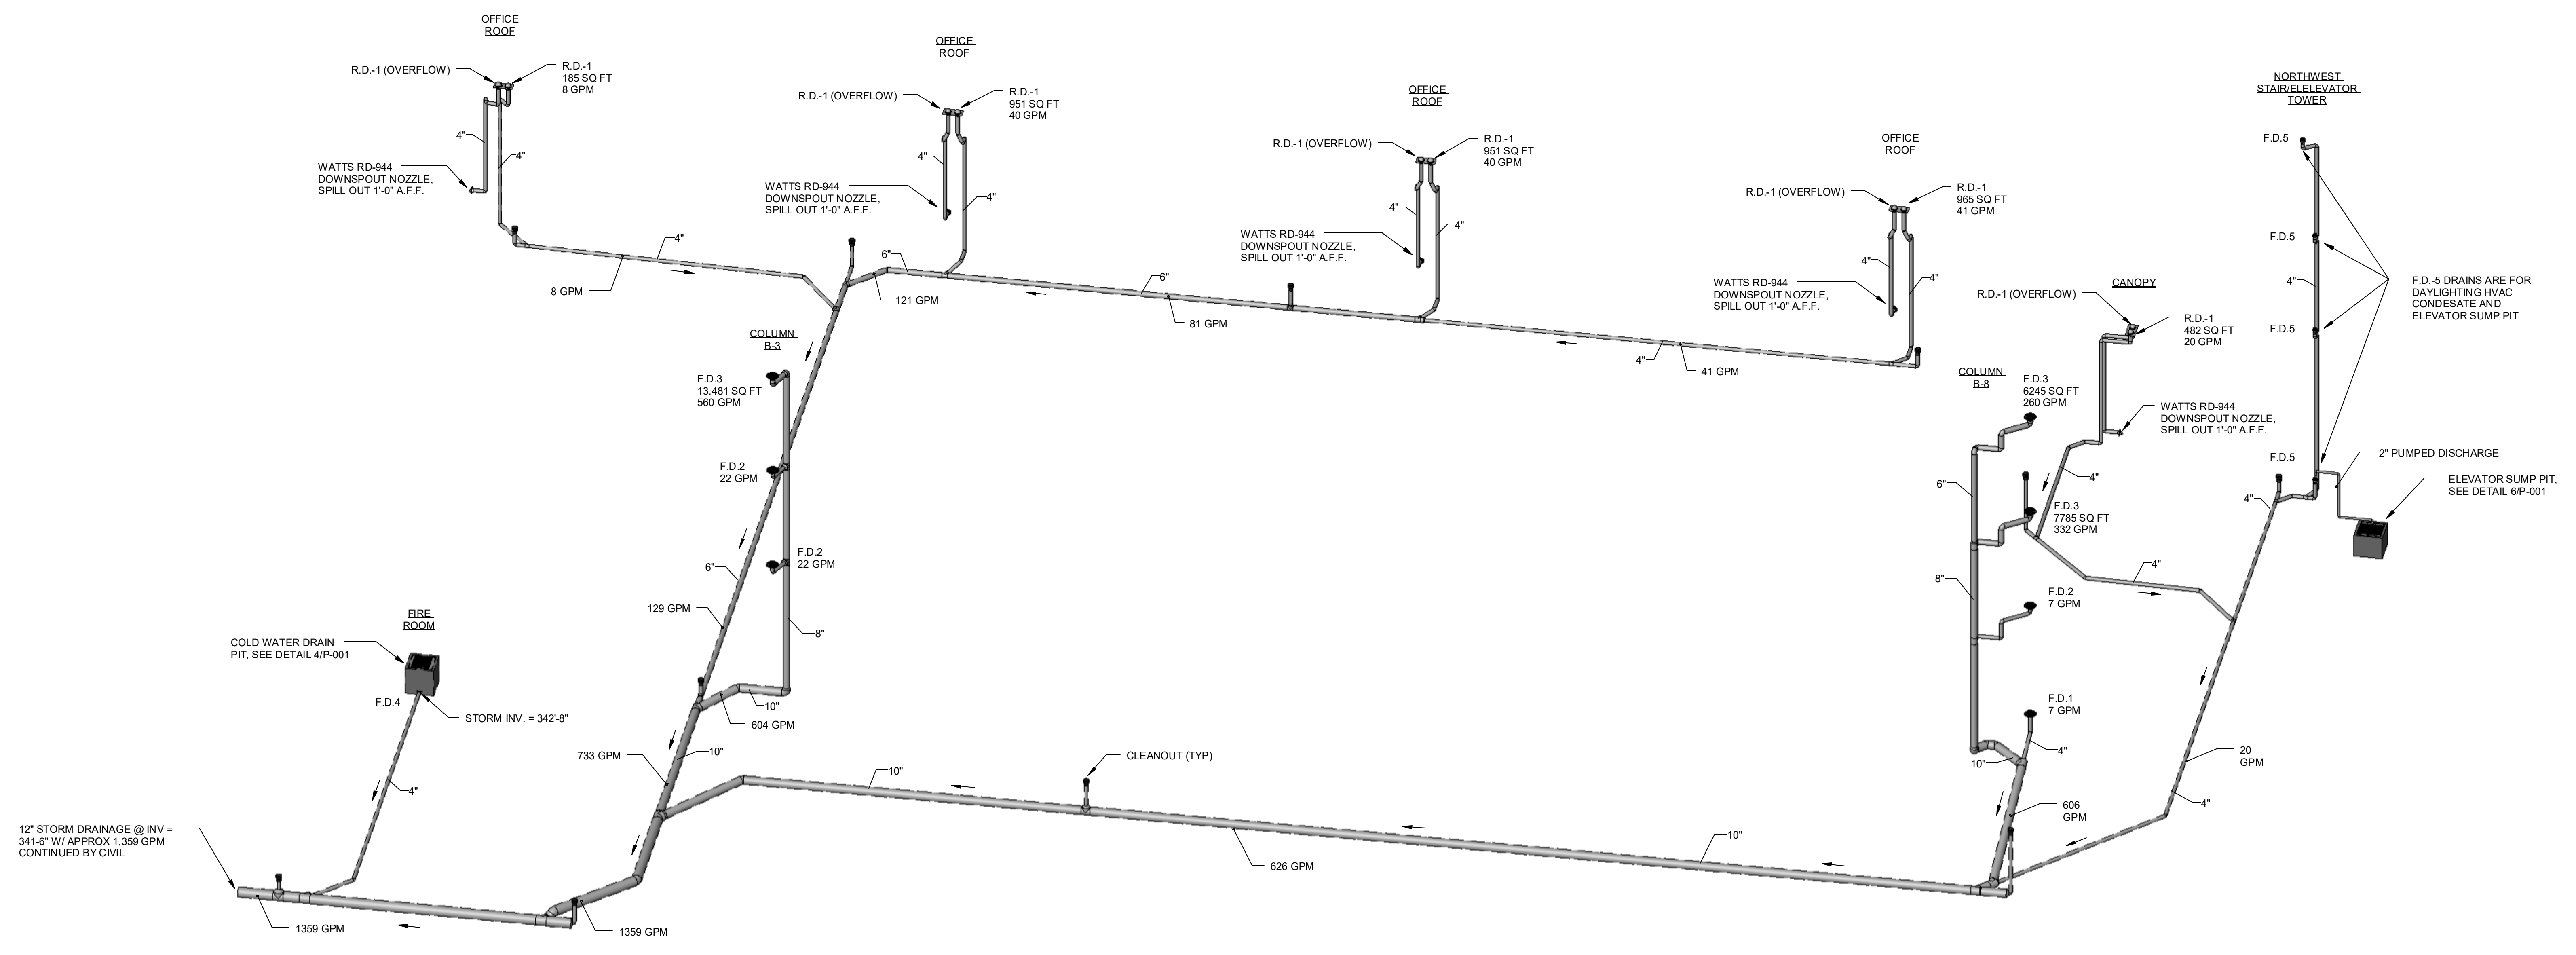 OFFICE
ROOF
R.D.-1 (OVERFLOW)
R.D.-1
185 SQ FT
8 GPM
4"
4"
WATTS RD-944
DOWNSPOUT NOZZLE,
SPILL OUT 1'-0" A.F.F.
4"
8 GPM
OFFICE
ROOF
R.D.-1 (OVERFLOW)
R.D.-1
951 SQ FT
40 GPM
4"
4"
WATTS RD-944
DOWNSPOUT NOZZLE,
SPILL OUT 1'-0" A.F.F.
6"
121 GPM
6"
81 GPM
OFFICE
ROOF
R.D.-1 (OVERFLOW)
R.D.-1
951 SQ FT
40 GPM
4"
4"
WATTS RD-944
DOWNSPOUT NOZZLE,
SPILL OUT 1'-0" A.F.F.
OFFICE
ROOF
R.D.-1 (OVERFLOW)
R.D.-1
965 SQ FT
41 GPM
4"
4"
WATTS RD-944
DOWNSPOUT NOZZLE,
SPILL OUT 1'-0" A.F.F.
4"
41 GPM
NORTHWEST
STAIR/ELELEVATOR
TOWER
F.D.5
F.D.5
4"
F.D.5
F.D.-5 DRAINS ARE FOR
DAYLIGHTING HVAC
CONDESATE AND
ELEVATOR SUMP PIT
F.D.5
4"
2" PUMPED DISCHARGE
ELEVATOR SUMP PIT,
SEE DETAIL 6/P-001
CANOPY
R.D.-1 (OVERFLOW)
R.D.-1
482 SQ FT
20 GPM
WATTS RD-944
DOWNSPOUT NOZZLE,
SPILL OUT 1'-0" A.F.F.
4"
4"
COLUMN
B-8
F.D.3
6245 SQ FT
260 GPM
6"
F.D.3
7785 SQ FT
332 GPM
8"
F.D.2
7 GPM
F.D.1
7 GPM
4"
10"
606
GPM
20
GPM
4"
COLUMN
B-3
F.D.3
13,481 SQ FT
560 GPM
F.D.2
22 GPM
F.D.2
22 GPM
6"
129 GPM
8"
10"
604 GPM
733 GPM
10"
10"
CLEANOUT (TYP)
626 GPM
10"
FIRE
ROOM
COLD WATER DRAIN
PIT, SEE DETAIL 4/P-001
F.D.4
STORM INV. = 342'-8"
4"
12" STORM DRAINAGE @ INV =
341-6" W/ APPROX 1,359 GPM
CONTINUED BY CIVIL
1359 GPM
1359 GPM